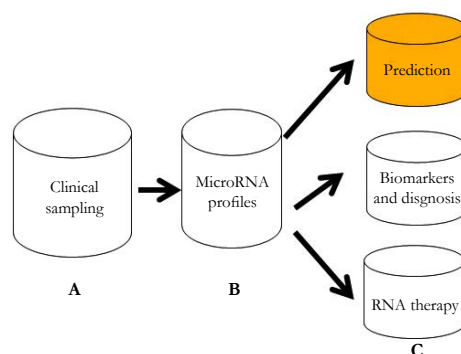 Prediction
Clinical
sampling
MicroRNA
profiles
Biomarkers
and disgnosis
RNA therapy
A
B
C